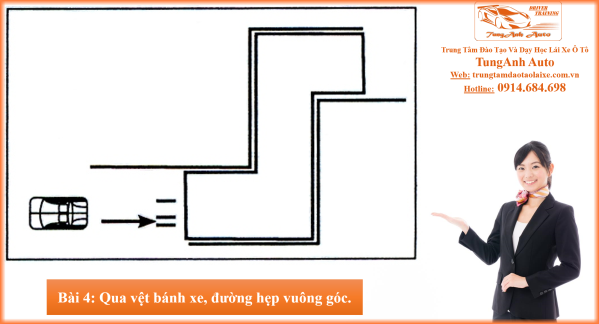 DRIVER
TRAINING
TungAnh Auto
Trung Tâm Đào Tạo Và Dạy Học Lái Xe Ô Tô
TungAnh Auto
Web: trungtamdaotaolaixe.com.vn
Hotline: 0914.684.698
Bài 4: Qua vệt bánh xe, đường hẹp vuông góc.